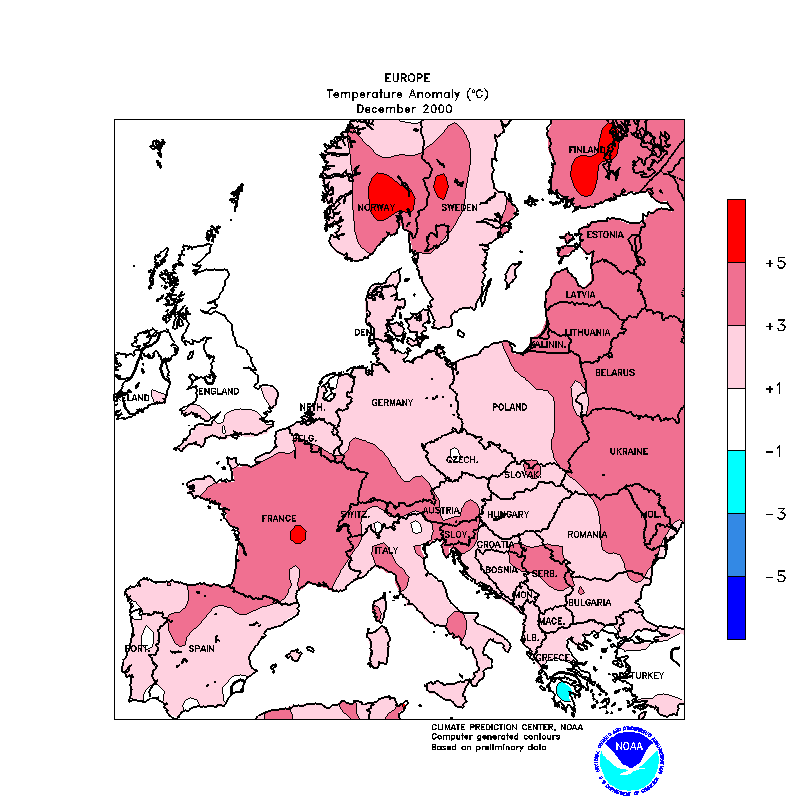 EUROPE
Temperature Anomaly (°C)
December 2000
FINLAND
NORWAY
SWEDEN
ESTONIA
LATVIA
DEN.
LITHUANIA
KALININ.
BELARUS
IRELAND
ENGLAND
NETH.
GERMANY
POLAND
BELG.
UKRAINE
CZECH.
SLOVAK.
FRANCE
SWITZ.
AUSTRIA
HUNGARY
MOL.
SLOV.
ROMANIA
CROATIA
ITALY
BOSNIA
SERB.
MON.
BULGARIA
MACE.
ALB.
PORT.
SPAIN
GREECE
TURKEY
+5
+3
+1
-1
-3
-5
CLIMATE PREDICTION CENTER, NOAA
Computer generated contours
Based on preliminary data
NOAA